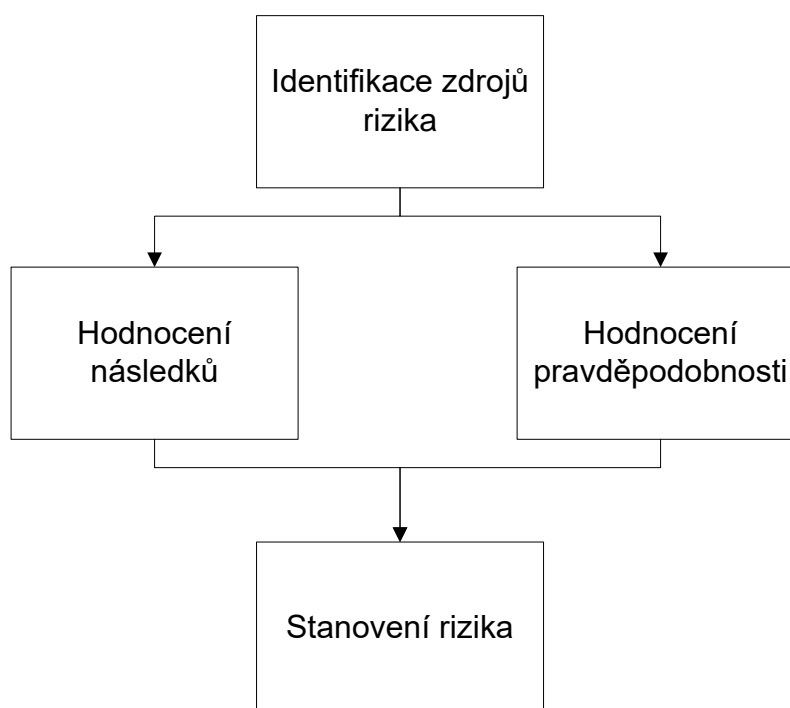 Identifikace zdrojů
rizika
Hodnocení
následků
Hodnocení
pravděpodobnosti
Stanovení rizika